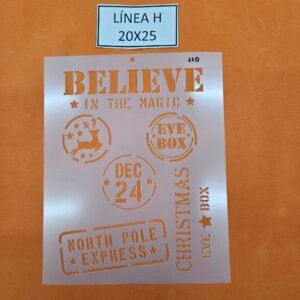 LÍNEA H
20X25
BELIEVE
★ IN THE MAGIC ★
EVE
BOX
DEC
24
CHRISTMAS
EVE ★ BOX
NORTH POLE
★ EXPRESS ★